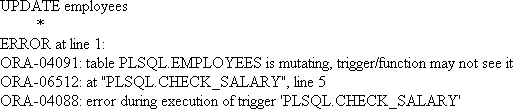 UPDATE employees
*
ERROR at line 1:
ORA-04091: table PLSQL.EMPLOYEES is mutating, trigger/function may not see it
ORA-06512: at "PLSQL.CHECK_SALARY", line 5
ORA-04088: error during execution of trigger 'PLSQL.CHECK_SALARY'